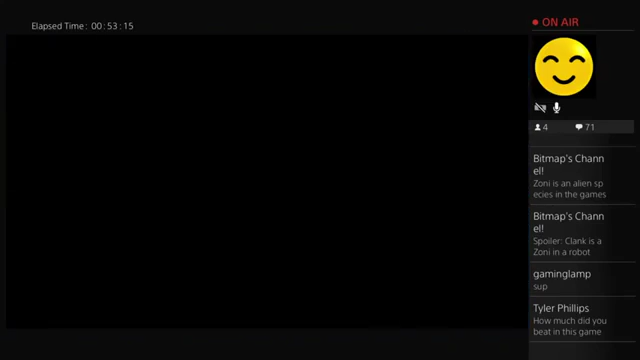 Elapsed Time: 00:53:15
ON AIR
4 71
Bitmap's Chann
el!
Zoni is an alien sp
ecies in the games
Bitmap's Chann
el!
Spoiler: Clank is a
Zoni in a robot
gaminglamp
sup
Tyler Phillips
How much did you
beat in this game